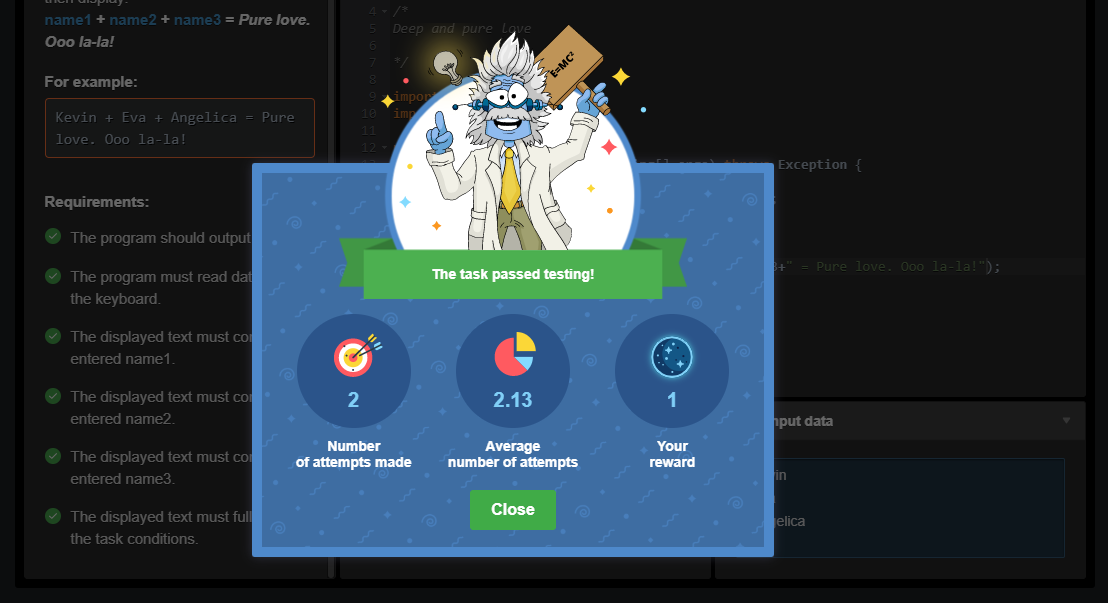 then display:
name1 + name2 + name3 = Pure love.
Ooo la-la!
For example:
Kevin + Eva + Angelica = Pure
love. Ooo la-la!
Requirements:
The program should output
The program must read dat
the keyboard.
The displayed text must con
entered name1.
The displayed text must con
entered name2.
The displayed text must con
entered name3.
The displayed text must full
the task conditions.
4 /*
5 Deep and pure love
6
7 */
8
9 impor
10 imp
11
12
Exception {
;
+" = Pure love. Ooo la-la!");
E=MC²
The task passed testing!
2
Number
of attempts made
2.13
Average
number of attempts
1
Your
reward
Close
nput data
vin
a
gelica